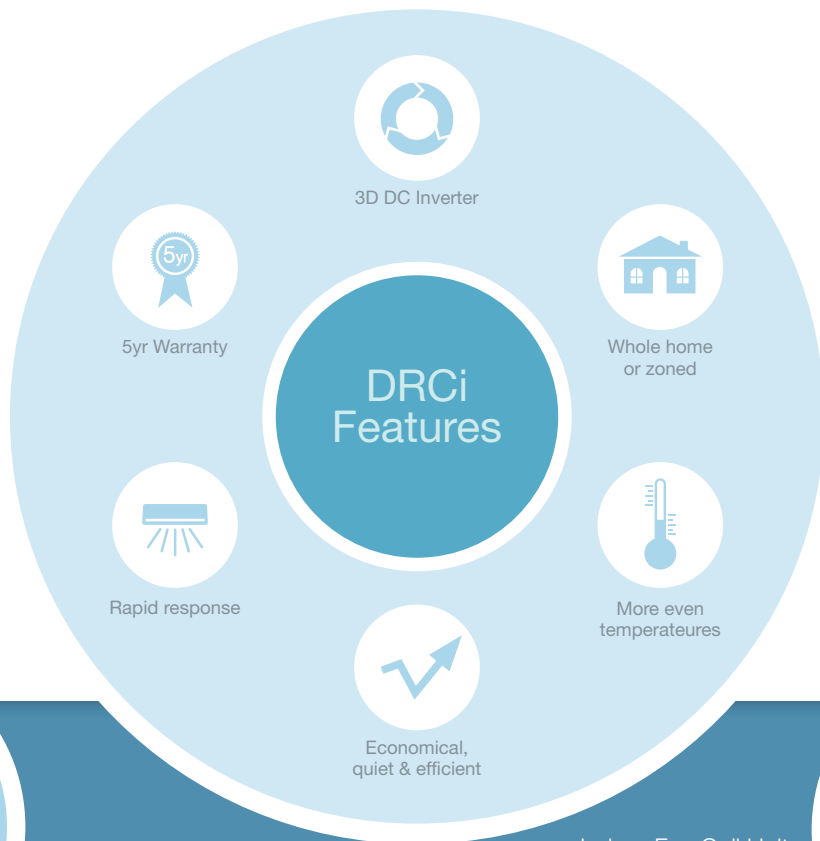 3D DC Inverter
5yr
5yr Warranty
Whole home
or zoned
DRCi
Features
Rapid response
More even
temperateures
Economical,
quiet & efficient